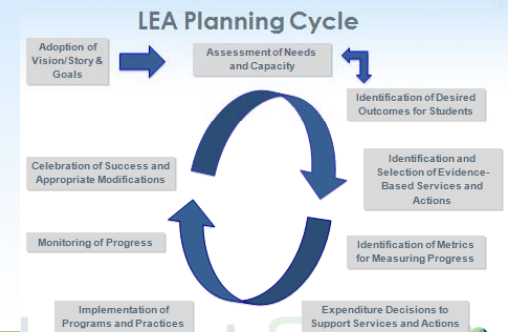 LEA Planning Cycle
Adoption of
Vision/Story &
Goals
Assessment of Needs
and Capacity
Identification of Desired
Outcomes for Students
Identification and
Selection of Evidence-
Based Services and
Actions
Identification of Metrics
for Measuring Progress
Expenditure Decisions to
Support Services and Actions
Implementation of
Programs and Practices
Monitoring of Progress
Celebration of Success and
Appropriate Modifications